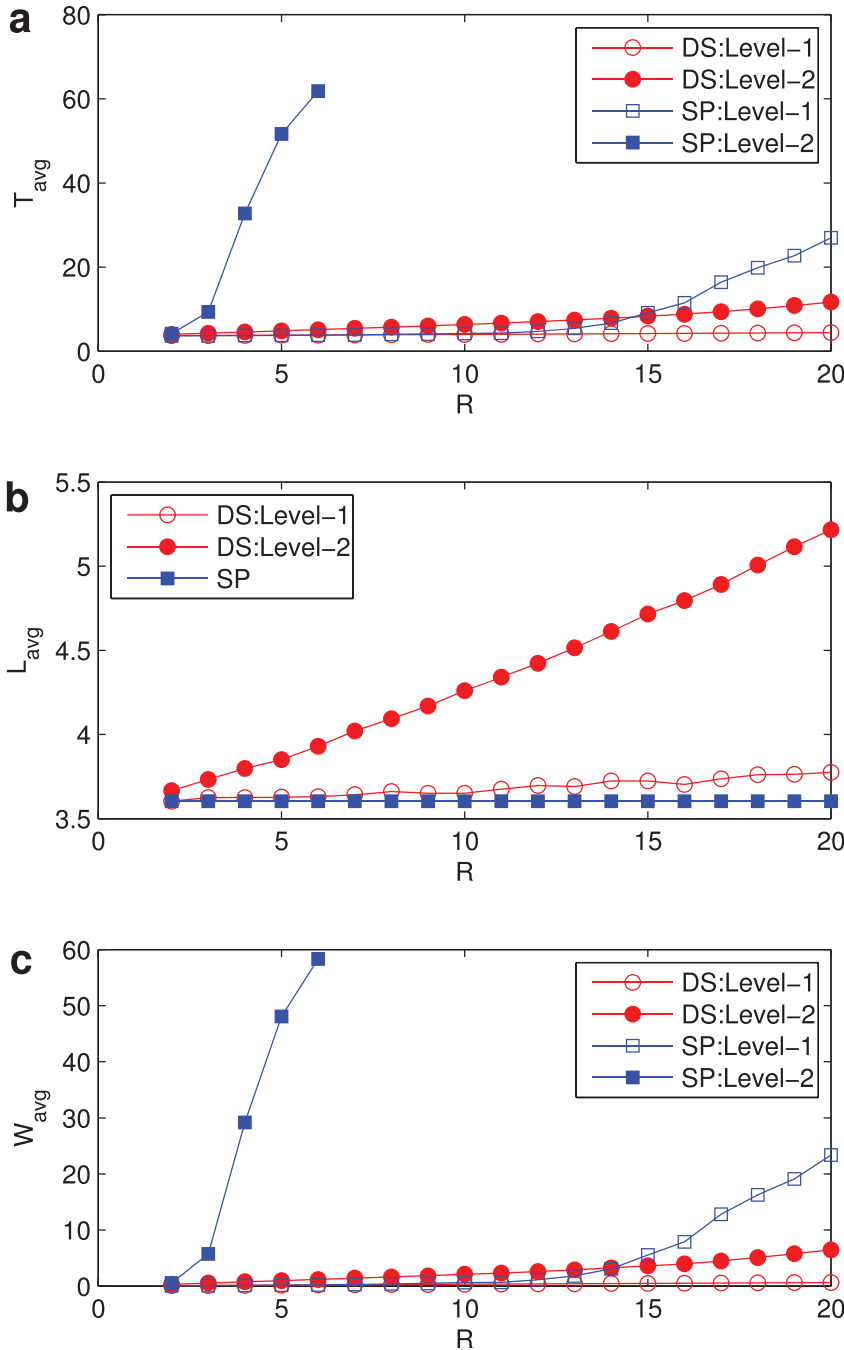 a
80
60
40
20
0
T_avg
0 5 10 15 20
R
DS:Level-1
DS:Level-2
SP:Level-1
SP:Level-2
b
5.5
5
4.5
4
3.5
L_avg
0 5 10 15 20
R
DS:Level-1
DS:Level-2
SP
c
60
50
40
30
20
10
0
W_avg
0 5 10 15 20
R
DS:Level-1
DS:Level-2
SP:Level-1
SP:Level-2